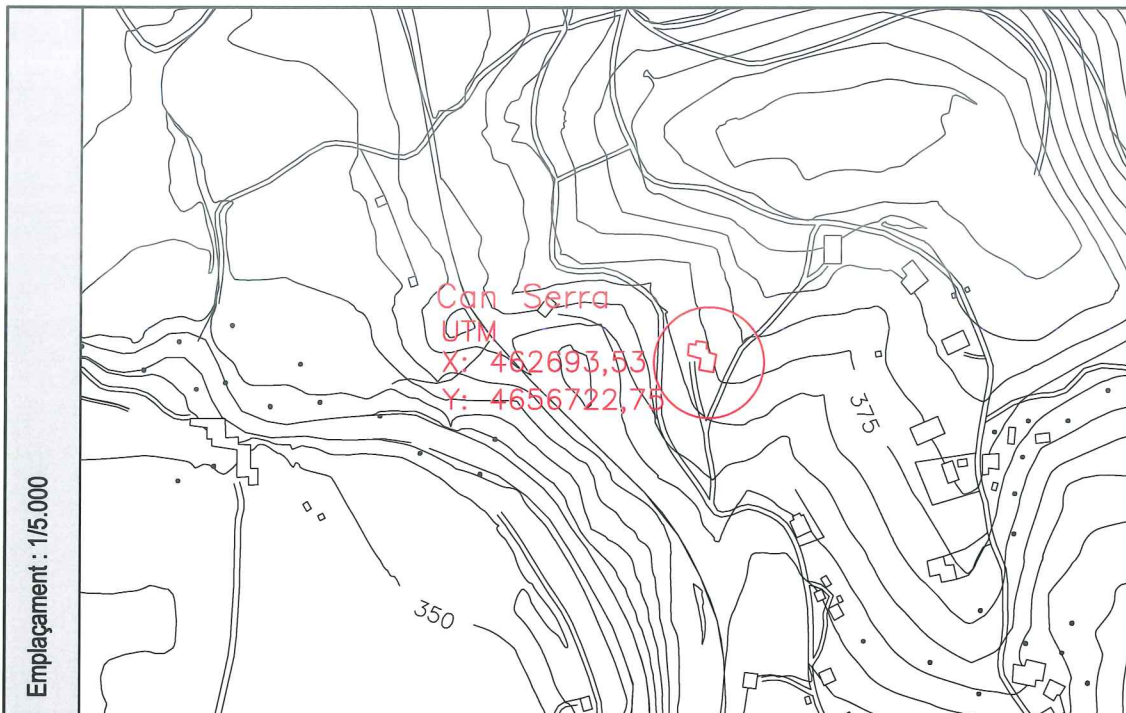 Emplaçament : 1/5.000
Can Serra
UTM
X: 462693,53
Y: 4656722,75
375
350